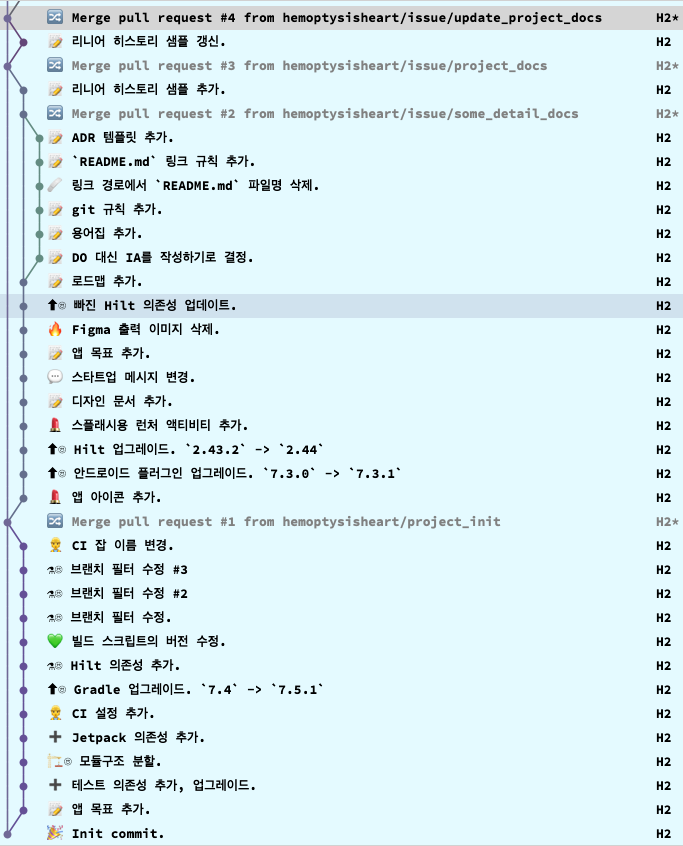 Merge pull request #4 from hemoptysisheart/issue/update_project_docs H2*
📝 리니어 히스토리 샘플 갱신. H2
🔀 Merge pull request #3 from hemoptysisheart/issue/project_docs H2*
📝 리니어 히스토리 샘플 추가. H2
🔀 Merge pull request #2 from hemoptysisheart/issue/some_detail_docs H2*
📝 ADR 템플릿 추가. H2
📝 `README.md` 링크 규칙 추가. H2
🩹 링크 경로에서 `README.md` 파일명 삭제. H2
📝 git 규칙 추가. H2
📝 용어집 추가. H2
📝 DO 대신 IA를 작성하기로 결정. H2
📝 로드맵 추가. H2
⬆️ 빠진 Hilt 의존성 업데이트. H2
🔥 Figma 출력 이미지 삭제. H2
📝 앱 목표 추가. H2
💬 스타트업 메시지 변경. H2
📝 디자인 문서 추가. H2
🚨 스플래시용 런처 액티비티 추가. H2
⬆️ Hilt 업그레이드. `2.43.2` -> `2.44` H2
⬆️ 안드로이드 플러그인 업그레이드. `7.3.0` -> `7.3.1` H2
🚨 앱 아이콘 추가. H2
🔀 Merge pull request #1 from hemoptysisheart/project_init H2*
👷 CI 잡 이름 변경. H2
⚗️ 브랜치 필터 수정 #3 H2
⚗️ 브랜치 필터 수정 #2 H2
⚗️ 브랜치 필터 수정. H2
💚 빌드 스크립트의 버전 수정. H2
⚗️ Hilt 의존성 추가. H2
⬆️ Gradle 업그레이드. `7.4` -> `7.5.1` H2
👷 CI 설정 추가. H2
➕ Jetpack 의존성 추가. H2
🏗️ 모듈구조 분할. H2
➕ 테스트 의존성 추가, 업그레이드. H2
📝 앱 목표 추가. H2
🎉 Init commit. H2